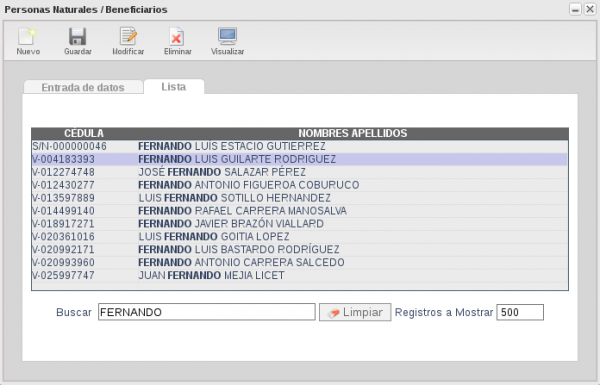 Personas Naturales / Beneficiarios
Nuevo Guardar Modificar Eliminar Visualizar
Entrada de datos Lista
CÉDULA NOMBRES APELLIDOS
S/N-000000046 FERNANDO LUÍS ESTACIO GUTIERREZ
V-004183393 FERNANDO LUIS GUILARTE RODRIGUEZ
V-012274748 JOSÉ FERNANDO SALAZAR PÉREZ
V-012430277 FERNANDO ANTONIO FIGUEROA COBURUCO
V-013597889 LUIS FERNANDO SOTILLO HERNANDEZ
V-014499140 FERNANDO RAFAEL CARRERA MANOSALVA
V-018917271 FERNANDO JAVIER BRAZÓN VIALLARD
V-020361016 LUIS FERNANDO GOITIA LOPEZ
V-020992171 FERNANDO LUIS BASTARDO RODRÍGUEZ
V-020993960 FERNANDO ANTONIO CARRERA SALCEDO
V-025997747 JUAN FERNANDO MEJIA LICET
Buscar FERNANDO Limpiar Registros a Mostrar 500